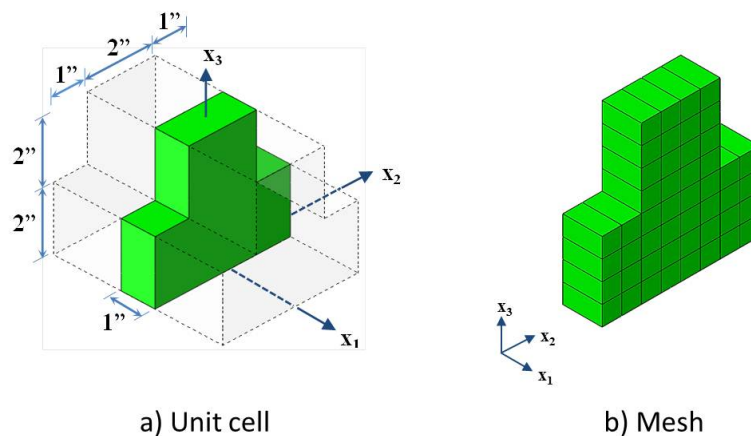 1”
2”
1”
x3
2”
x2
2”
1”
x1
x3
x2
x1
a) Unit cell
b) Mesh